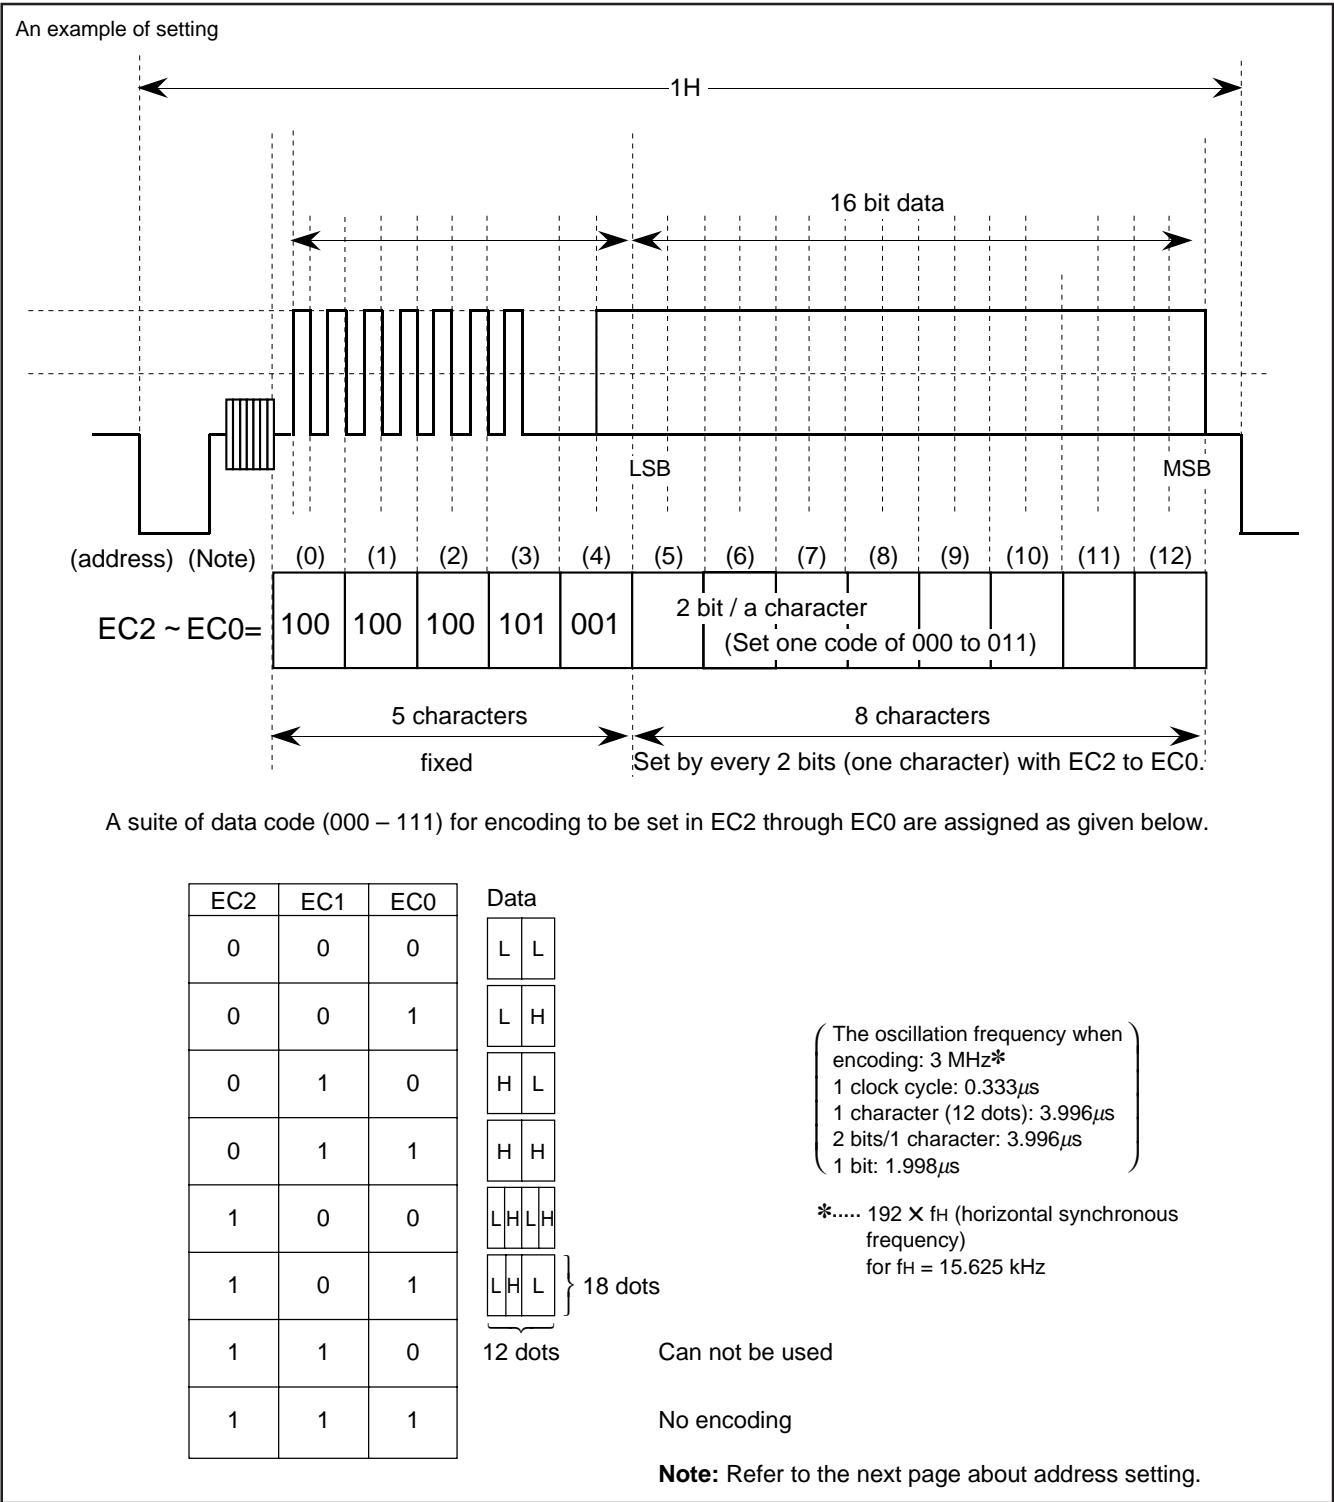 An example of setting
1H
16 bit data
LSB MSB
(address) (Note) (0) (1) (2) (3) (4) (5) (6) (7) (8) (9) (10) (11) (12)
EC2 ~ EC0= 100 100 100 101 001
2 bit / a character
(Set one code of 000 to 011)
5 characters 8 characters
fixed Set by every 2 bits (one character) with EC2 to EC0.
A suite of data code (000 – 111) for encoding to be set in EC2 through EC0 are assigned as given below.
EC2 EC1 EC0 Data
0 0 0 L L
0 0 1 L H
0 1 0 H L
0 1 1 H H
1 0 0 L H L H
1 0 1 L H L 18 dots
12 dots
1 1 0 Can not be used
1 1 1 No encoding
The oscillation frequency when
encoding: 3 MHz✻
1 clock cycle: 0.333µs
1 character (12 dots): 3.996µs
2 bits/1 character: 3.996µs
1 bit: 1.998µs
✻····· 192 ✕ fH (horizontal synchronous
frequency)
for fH = 15.625 kHz
Note: Refer to the next page about address setting.